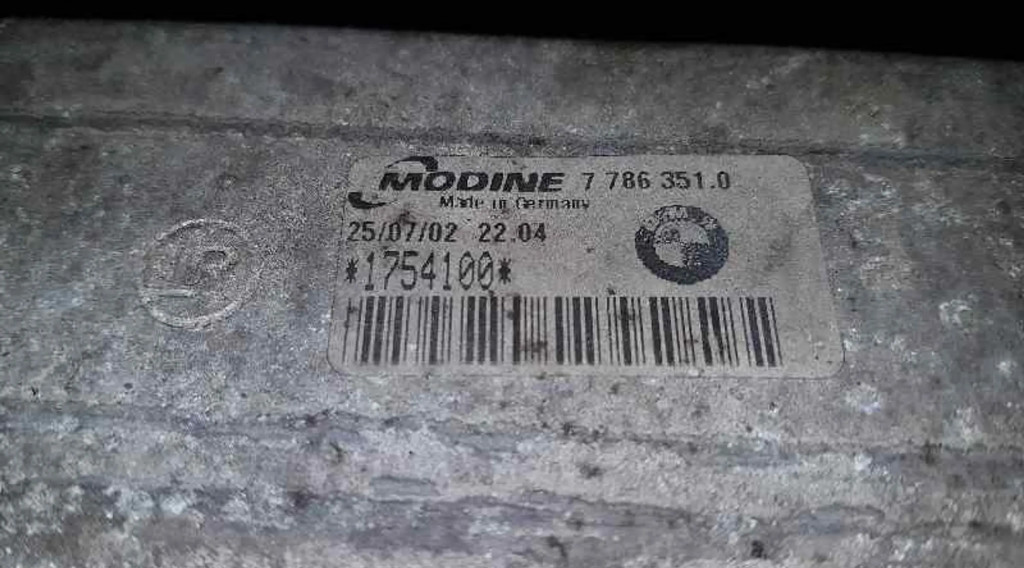 MODINE 7 786 351.0
Made in Germany
25/07/02 22.04
*1754100*